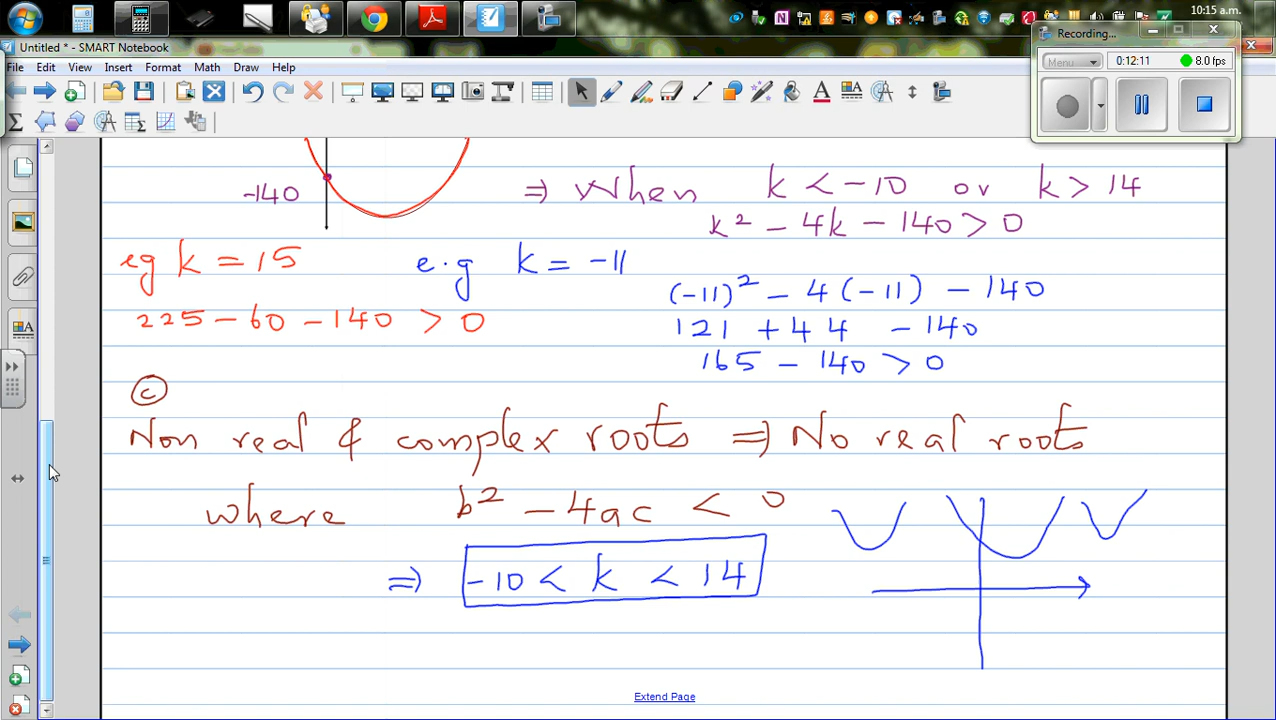 10:15 a.m.
Untitled * - SMART Notebook
Recording...
File Edit View Insert Format Math Draw Help
Menu 0:12:11 8.0 fps
-140
⇒ When k < -10 or k > 14
k² - 4k - 140 > 0
eg k = 15
225 - 60 - 140 > 0
e.g k = -11
(-11)² - 4(-11) - 140
121 + 44 - 140
165 - 140 > 0
ⓒ
Non real & complex roots ⇒ No real roots
where b² - 4ac < 0
⇒ -10 < k < 14
Extend Page